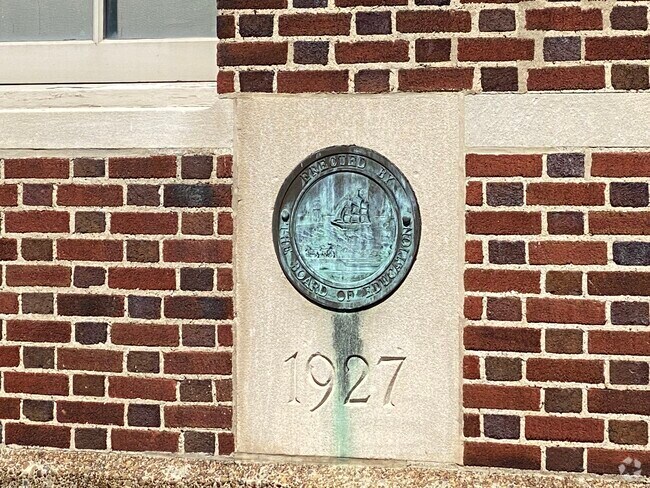 ERECTED BY
THE BOARD OF EDUCATION
1927